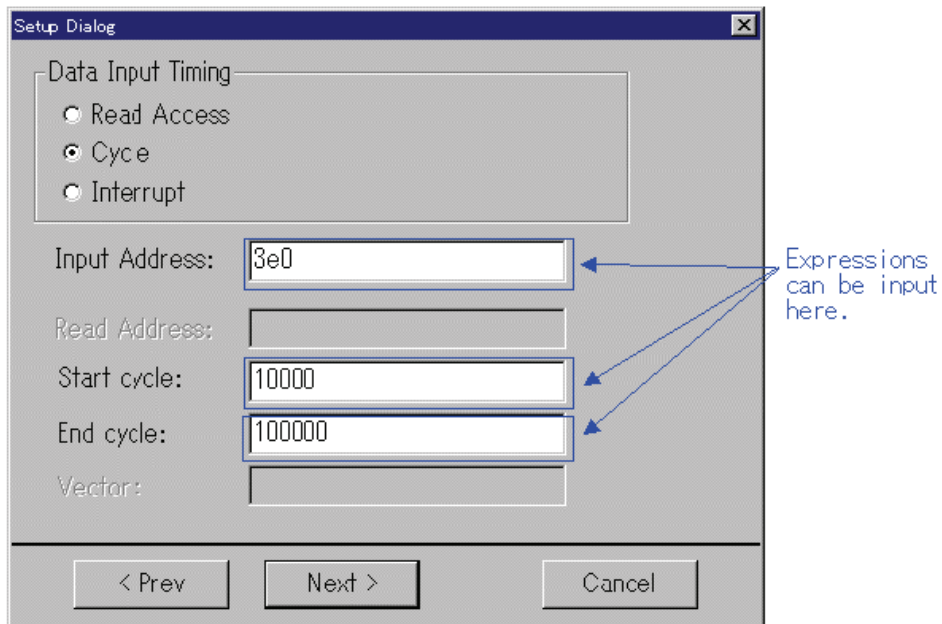 Setup Dialog
Data Input Timing
Read Access
Cyc e
Interrupt
Input Address:
3e0
Expressions
can be input
here.
Read Address:
Start cycle:
10000
End cycle:
100000
Vector:
< Prev
Next >
Cancel